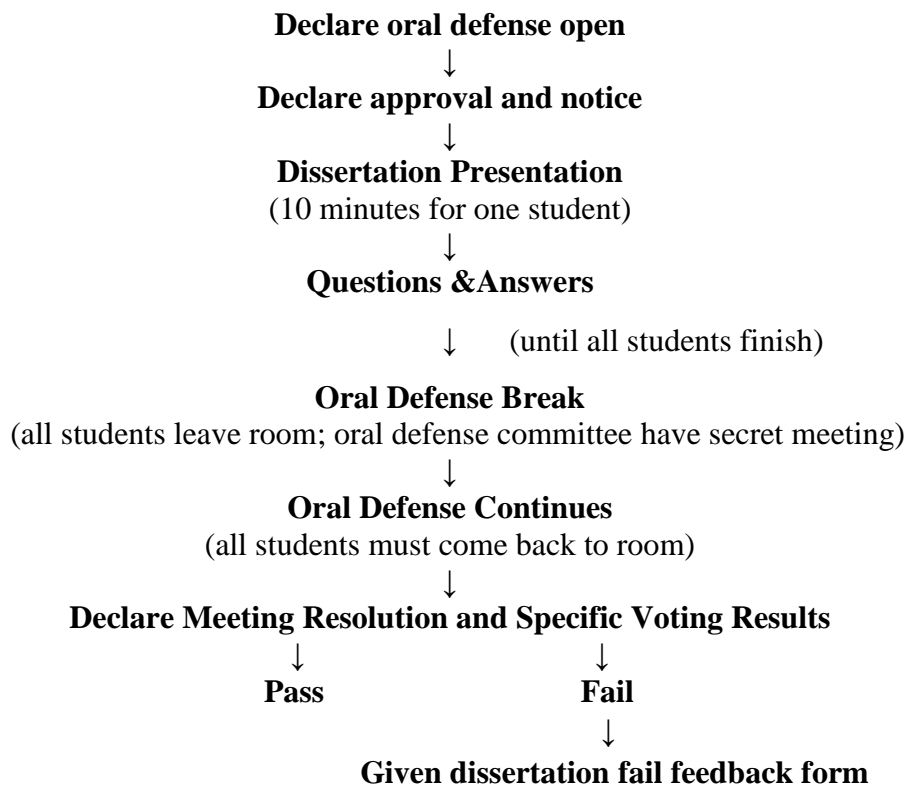 Declare oral defense open
↓
Declare approval and notice
↓
Dissertation Presentation
(10 minutes for one student)
↓
Questions &Answers
↓ (until all students finish)
Oral Defense Break
(all students leave room; oral defense committee have secret meeting)
↓
Oral Defense Continues
(all students must come back to room)
↓
Declare Meeting Resolution and Specific Voting Results
↓ ↓
Pass Fail
↓
Given dissertation fail feedback form